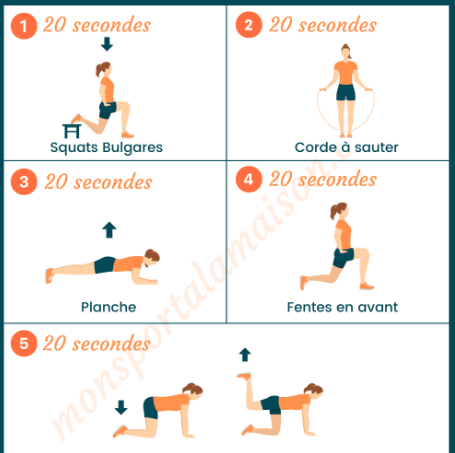 1 20 secondes
Squats Bulgares
2 20 secondes
Corde à sauter
3 20 secondes
Planche
4 20 secondes
Fentes en avant
5 20 secondes
monsportalamaison.